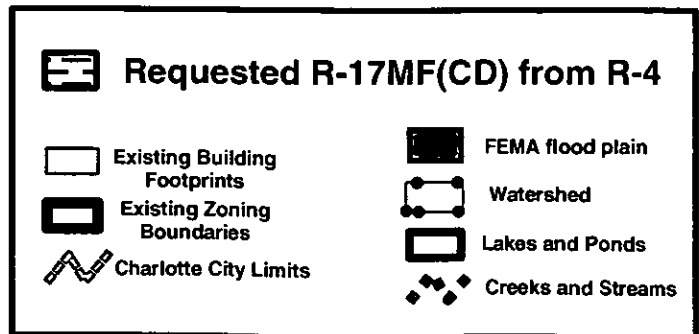 Requested R-17MF(CD) from R-4
Existing Building
Footprints
Existing Zoning
Boundaries
Charlotte City Limits
FEMA flood plain
Watershed
Lakes and Ponds
Creeks and Streams